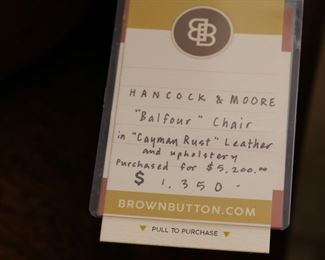 BB
HANCOCK & MOORE
"Balfour" Chair
in "Cayman Rust" Leather
and upholstery
Purchased for $5,200.00
$ 1,350-
BROWNBUTTON.COM
PULL TO PURCHASE